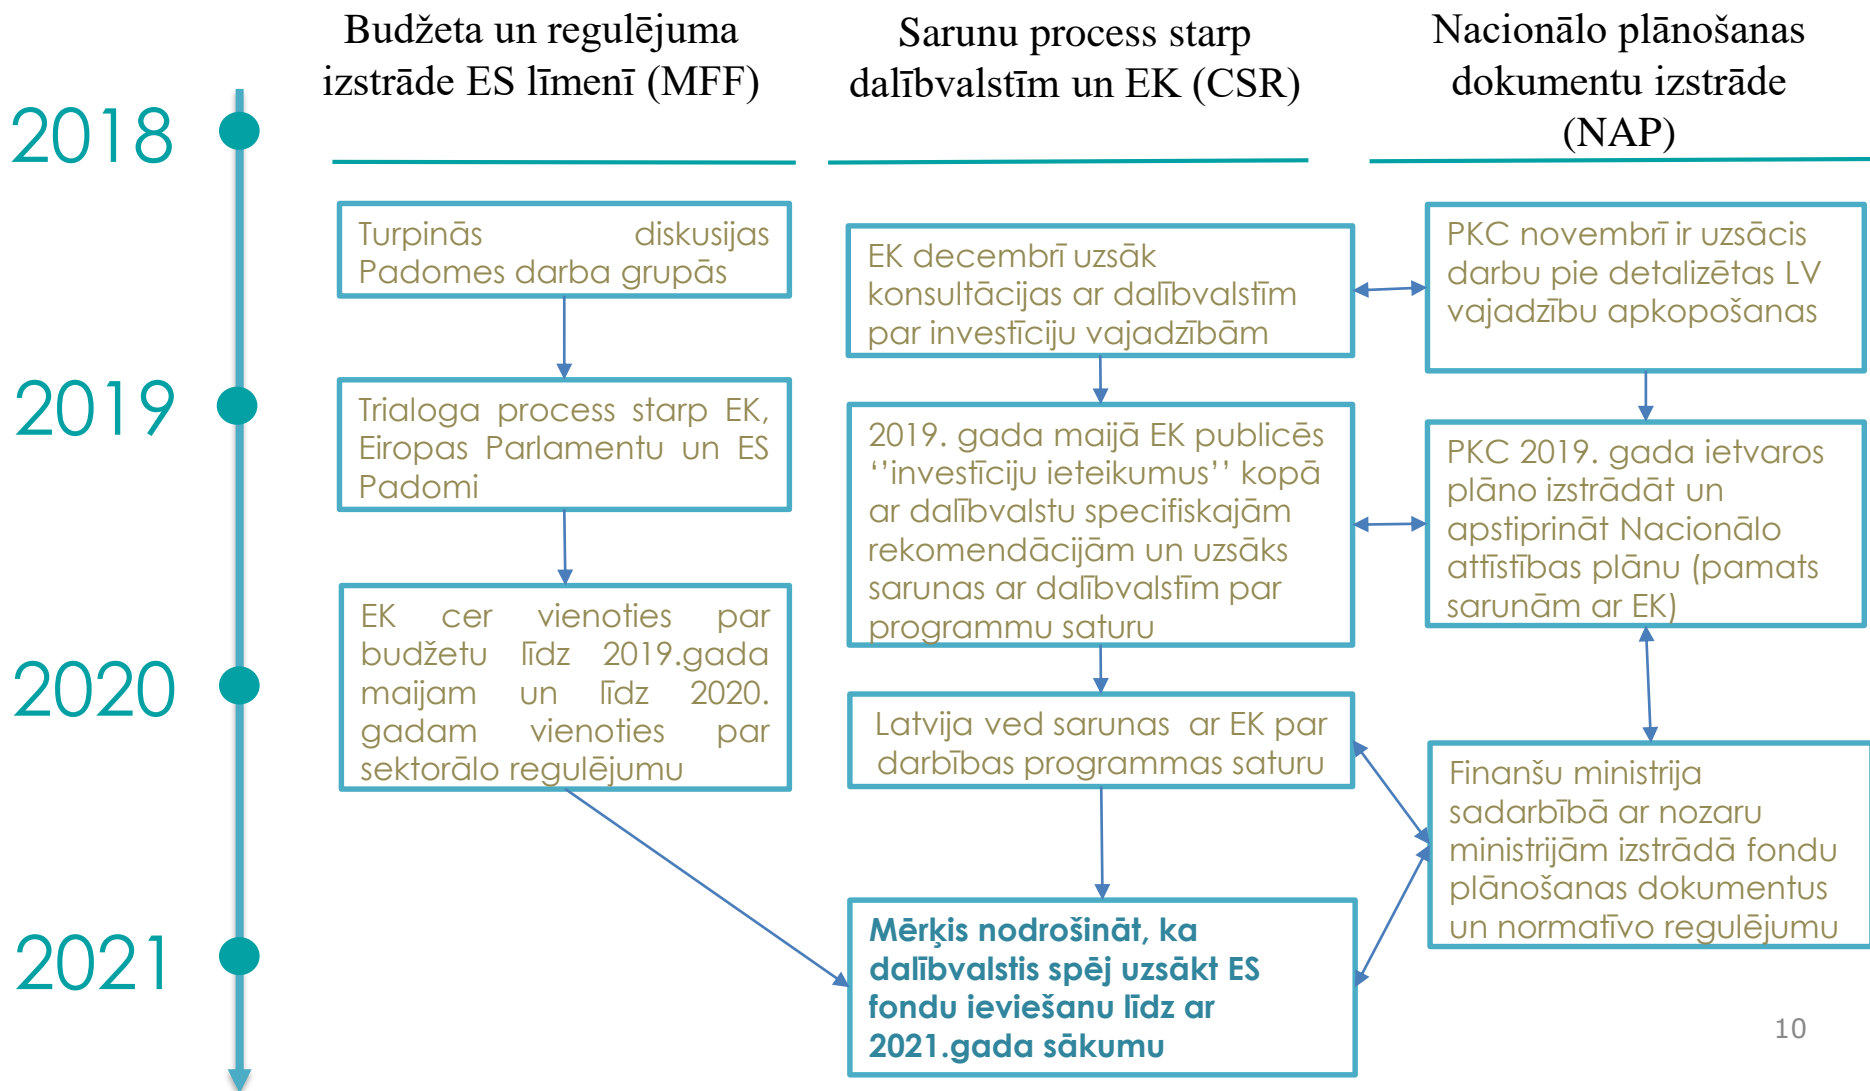 Budžeta un regulējuma
izstrāde ES līmenī (MFF)
Sarunu process starp
dalībvalstīm un EK (CSR)
Nacionālo plānošanas
dokumentu izstrāde
(NAP)
2018
2019
2020
2021
Turpinās diskusijas
Padomes darba grupās
Trialoga process starp EK,
Eiropas Parlamentu un ES
Padomi
EK cer vienoties par
budžetu līdz 2019.gada
maijam un līdz 2020.
gadam vienoties par
sektorālo regulējumu
EK decembrī uzsāk
konsultācijas ar dalībvalstīm
par investīciju vajadzībām
2019. gada maijā EK publicēs
‘’investīciju ieteikumus’’ kopā
ar dalībvalstu specifiskajām
rekomendācijām un uzsāks
sarunas ar dalībvalstīm par
programmu saturu
Latvija ved sarunas ar EK par
darbības programmas saturu
Mērķis nodrošināt, ka
dalībvalstis spēj uzsākt ES
fondu ieviešanu līdz ar
2021.gada sākumu
PKC novembrī ir uzsācis
darbu pie detalizētas LV
vajadzību apkopošanas
PKC 2019. gada ietvaros
plāno izstrādāt un
apstiprināt Nacionālo
attīstības plānu (pamats
sarunām ar EK)
Finanšu ministrija
sadarbībā ar nozaru
ministrijām izstrādā fondu
plānošanas dokumentus
un normatīvo regulējumu
10